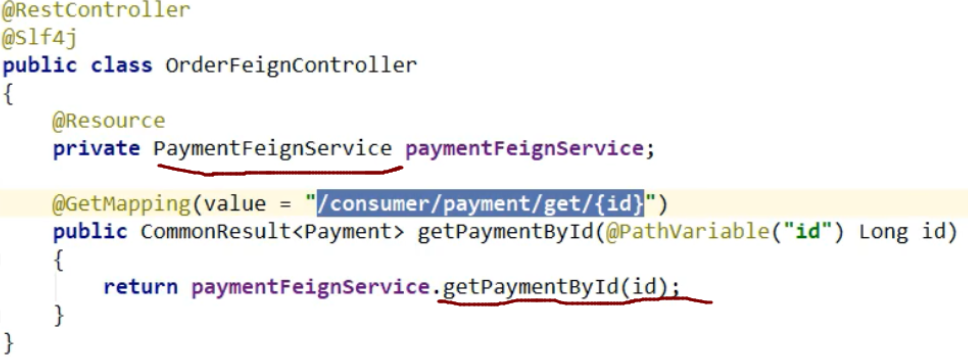 @RestController
@Slf4j
public class OrderFeignController
{
    @Resource
    private PaymentFeignService paymentFeignService;
    @GetMapping(value = "/consumer/payment/get/{id}")
    public CommonResult<Payment> getPaymentById(@PathVariable("id") Long id)
    {
        return paymentFeignService.getPaymentById(id);
    }
}